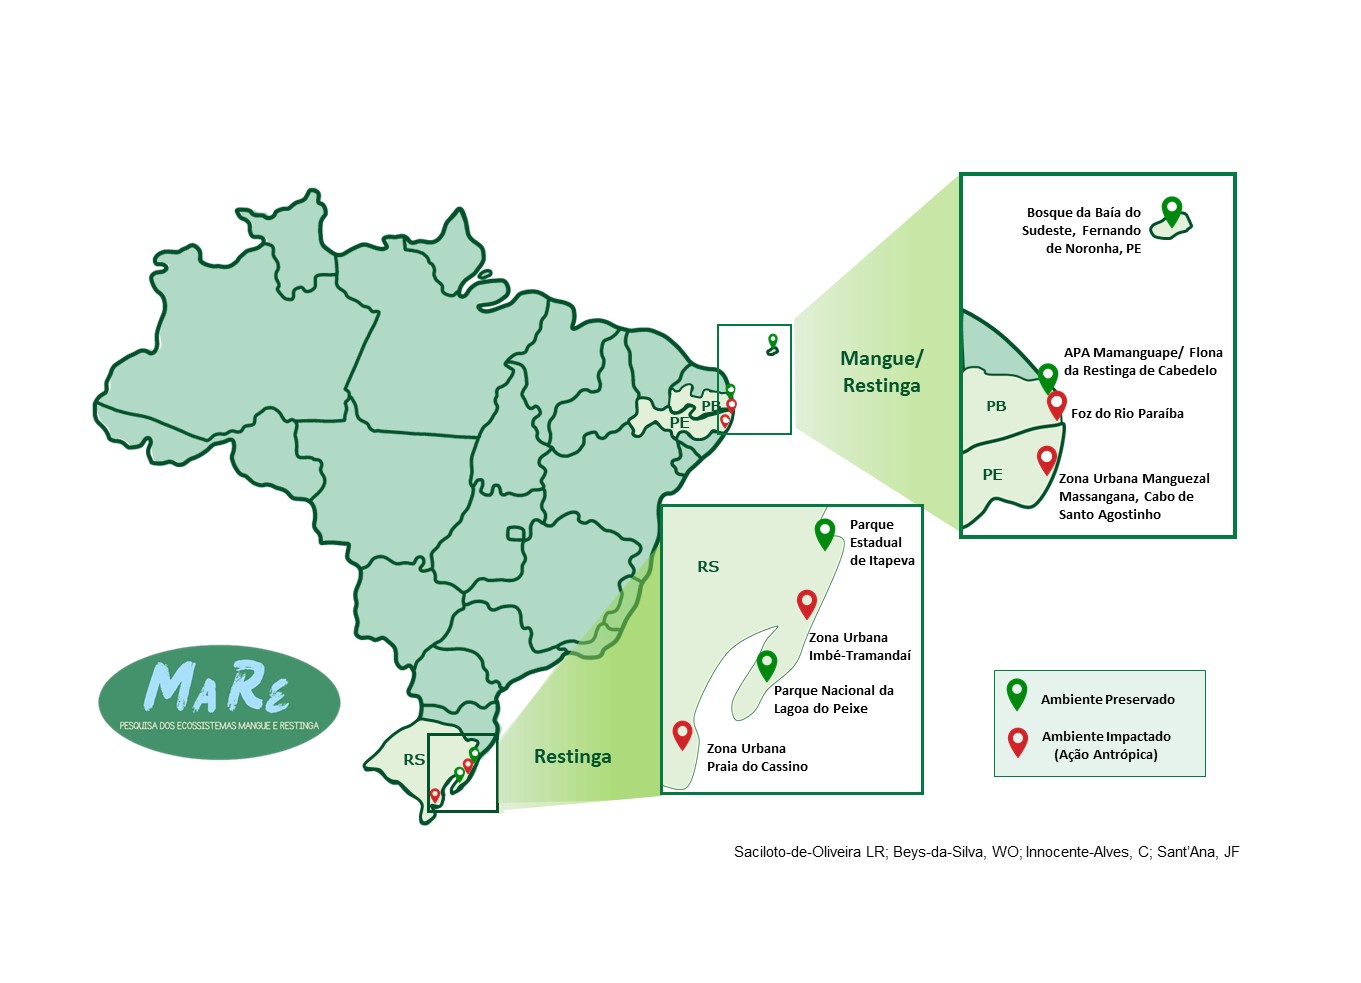 Bosque da Baía do
Sudeste, Fernando
de Noronha, PE
APA Mamanguape/ Flona
da Restinga de Cabedelo
PB
Foz do Rio Paraíba
PE
Zona Urbana Manguezal
Massangana, Cabo de
Santo Agostinho
Mangue/
Restinga
PB
PE
Parque
Estadual
de Itapeva
RS
Zona Urbana
Imbé-Tramandaí
Parque Nacional da
Lagoa do Peixe
Zona Urbana
Praia do Cassino
Restinga
RS
MaRe
PESQUISA DOS ECOSSISTEMAS MANGUE E RESTINGA
Ambiente Preservado
Ambiente Impactado
(Ação Antrópica)
Saciloto-de-Oliveira LR; Beys-da-Silva, WO; Innocente-Alves, C; Sant'Ana, JF